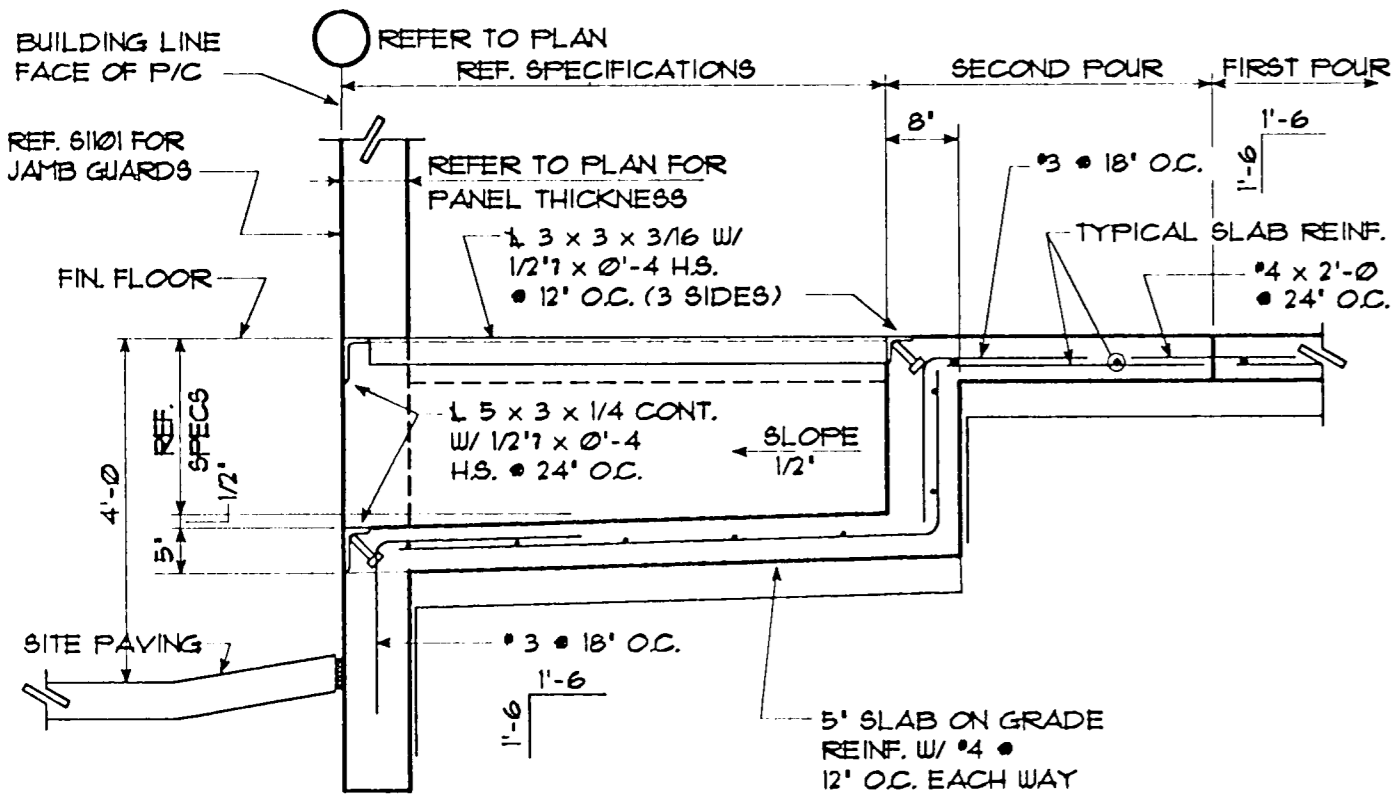 BUILDING LINE
FACE OF P/C
REFER TO PLAN
REF. SPECIFICATIONS
SECOND POUR
FIRST POUR
REF. S1101 FOR
JAMB GUARDS
8"
1'-6
1'-6
REFER TO PLAN FOR
PANEL THICKNESS
#3 @ 18" O.C.
L 3 x 3 x 3/16 W/
1/2"? x 0'-4 H.S.
@ 12" O.C. (3 SIDES)
TYPICAL SLAB REINF.
#4 x 2'-0
@ 24" O.C.
FIN. FLOOR
L 5 x 3 x 1/4 CONT.
W/ 1/2"? x 0'-4
H.S. @ 24" O.C.
SLOPE
1/2"
REF.
SPECS
1/2"
4'-0
5"
SITE PAVING
#3 @ 18" O.C.
1'-6
1'-6
5" SLAB ON GRADE
REINF. W/ #4 @
12" O.C. EACH WAY